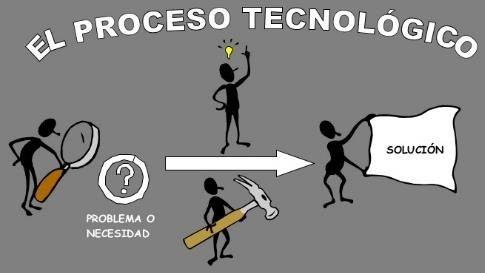 EL PROCESO TECNOLÓGICO
?
PROBLEMA O
NECESIDAD
SOLUCIÓN